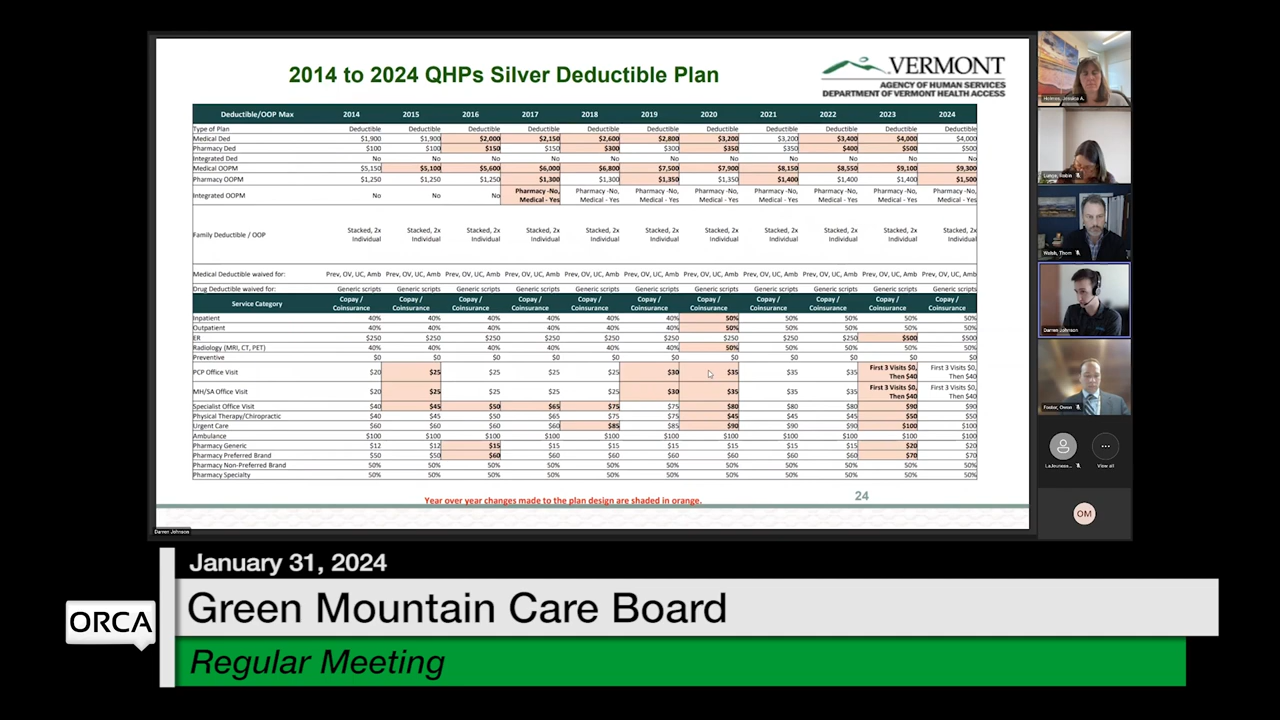 2014 to 2024 QHPs Silver Deductible Plan
VERMONT
AGENCY OF HUMAN SERVICES
DEPARTMENT OF VERMONT HEALTH ACCESS
Deductible/OOP Max 2014 2015 2016 2017 2018 2019 2020 2021 2022 2023 2024
Type of Plan Deductible Deductible Deductible Deductible Deductible Deductible Deductible Deductible Deductible Deductible Deductible
Medical Ded $1,900 $1,900 $2,000 $2,150 $2,600 $2,800 $3,200 $3,200 $3,400 $4,000 $4,000
Pharmacy Ded $100 $100 $150 $150 $300 $300 $350 $350 $400 $500 $500
Integrated Ded No No No No No No No No No No No
Medical OOPM $5,150 $5,100 $5,600 $6,000 $6,800 $7,500 $7,900 $8,150 $8,550 $9,100 $9,300
Pharmacy OOPM $1,250 $1,250 $1,250 $1,300 $1,300 $1,350 $1,350 $1,400 $1,400 $1,400 $1,500
Integrated OOPM No No No Pharmacy -No, Medical - Yes Pharmacy -No, Medical - Yes Pharmacy -No, Medical - Yes Pharmacy -No, Medical - Yes Pharmacy -No, Medical - Yes Pharmacy -No, Medical - Yes Pharmacy -No, Medical - Yes Pharmacy -No, Medical - Yes
Family Deductible / OOP Stacked, 2x Individual Stacked, 2x Individual Stacked, 2x Individual Stacked, 2x Individual Stacked, 2x Individual Stacked, 2x Individual Stacked, 2x Individual Stacked, 2x Individual Stacked, 2x Individual Stacked, 2x Individual Stacked, 2x Individual
Medical Deductible waived for: Prev, OV, UC, Amb Prev, OV, UC, Amb Prev, OV, UC, Amb Prev, OV, UC, Amb Prev, OV, UC, Amb Prev, OV, UC, Amb Prev, OV, UC, Amb Prev, OV, UC, Amb Prev, OV, UC, Amb Prev, OV, UC, Amb Prev, OV, UC, Amb
Drug Deductible waived for: Generic scripts Generic scripts Generic scripts Generic scripts Generic scripts Generic scripts Generic scripts Generic scripts Generic scripts Generic scripts Generic scripts
Service Category Copay / Coinsurance Copay / Coinsurance Copay / Coinsurance Copay / Coinsurance Copay / Coinsurance Copay / Coinsurance Copay / Coinsurance Copay / Coinsurance Copay / Coinsurance Copay / Coinsurance Copay / Coinsurance
Inpatient 40% 40% 40% 40% 40% 40% 50% 50% 50% 50% 50%
Outpatient 40% 40% 40% 40% 40% 40% 50% 50% 50% 50% 50%
ER $250 $250 $250 $250 $250 $250 $250 $250 $250 $500 $500
Radiology (MRI, CT, PET) 40% 40% 40% 40% 40% 40% 50% 50% 50% 50% 50%
Preventive $0 $0 $0 $0 $0 $0 $0 $0 $0 $0 $0
PCP Office Visit $20 $25 $25 $25 $25 $30 $35 $35 $35 First 3 Visits $0, Then $40 First 3 Visits $0, Then $40
MH/SA Office Visit $20 $25 $25 $25 $25 $30 $35 $35 $35 First 3 Visits $0, Then $40 First 3 Visits $0, Then $40
Specialist Office Visit $40 $45 $50 $65 $75 $75 $80 $80 $80 $90 $90
Physical Therapy/Chiropractic $40 $45 $50 $65 $75 $75 $45 $45 $45 $50 $50
Urgent Care $60 $60 $60 $60 $85 $85 $90 $90 $90 $100 $100
Ambulance $100 $100 $100 $100 $100 $100 $100 $100 $100 $100 $100
Pharmacy Generic $12 $12 $15 $15 $15 $15 $15 $15 $15 $20 $20
Pharmacy Preferred Brand $50 $50 $60 $60 $60 $60 $60 $60 $60 $70 $70
Pharmacy Non-Preferred Brand 50% 50% 50% 50% 50% 50% 50% 50% 50% 50% 50%
Pharmacy Specialty 50% 50% 50% 50% 50% 50% 50% 50% 50% 50% 50%
Year over year changes made to the plan design are shaded in orange.
24
Darren Johnson
Holmes, Jessica A.
Lunge, Robin
Walsh, Thom
Darren Johnson
Foster, Owen
LaJeuness...
View all
OM
January 31, 2024
ORCA
Green Mountain Care Board
Regular Meeting